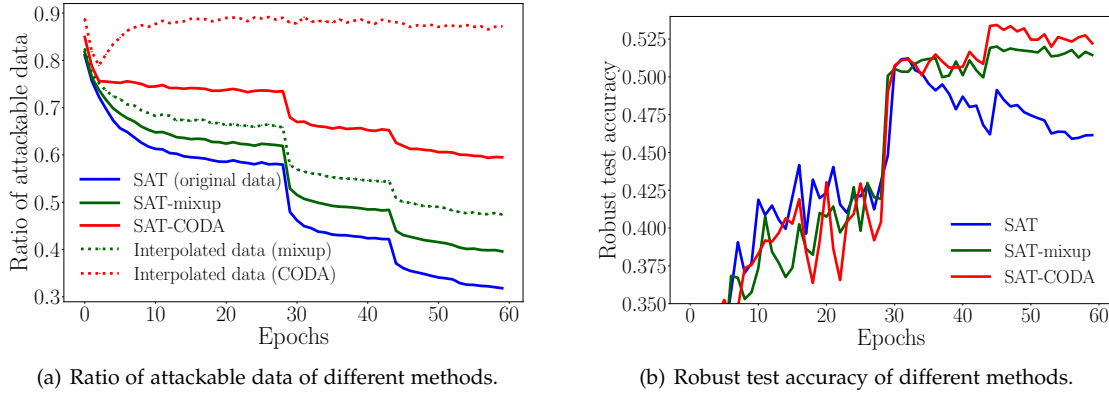 0.9
0.8
0.7
0.6
0.5
0.4
0.3
Ratio of attackable data
SAT (original data)
SAT-mixup
SAT-CODA
Interpolated data (mixup)
Interpolated data (CODA)
0 10 20 30 40 50 60
Epochs
(a) Ratio of attackable data of different methods.
0.525
0.500
0.475
0.450
0.425
0.400
0.375
0.350
Robust test accuracy
SAT
SAT-mixup
SAT-CODA
0 10 20 30 40 50 60
Epochs
(b) Robust test accuracy of different methods.